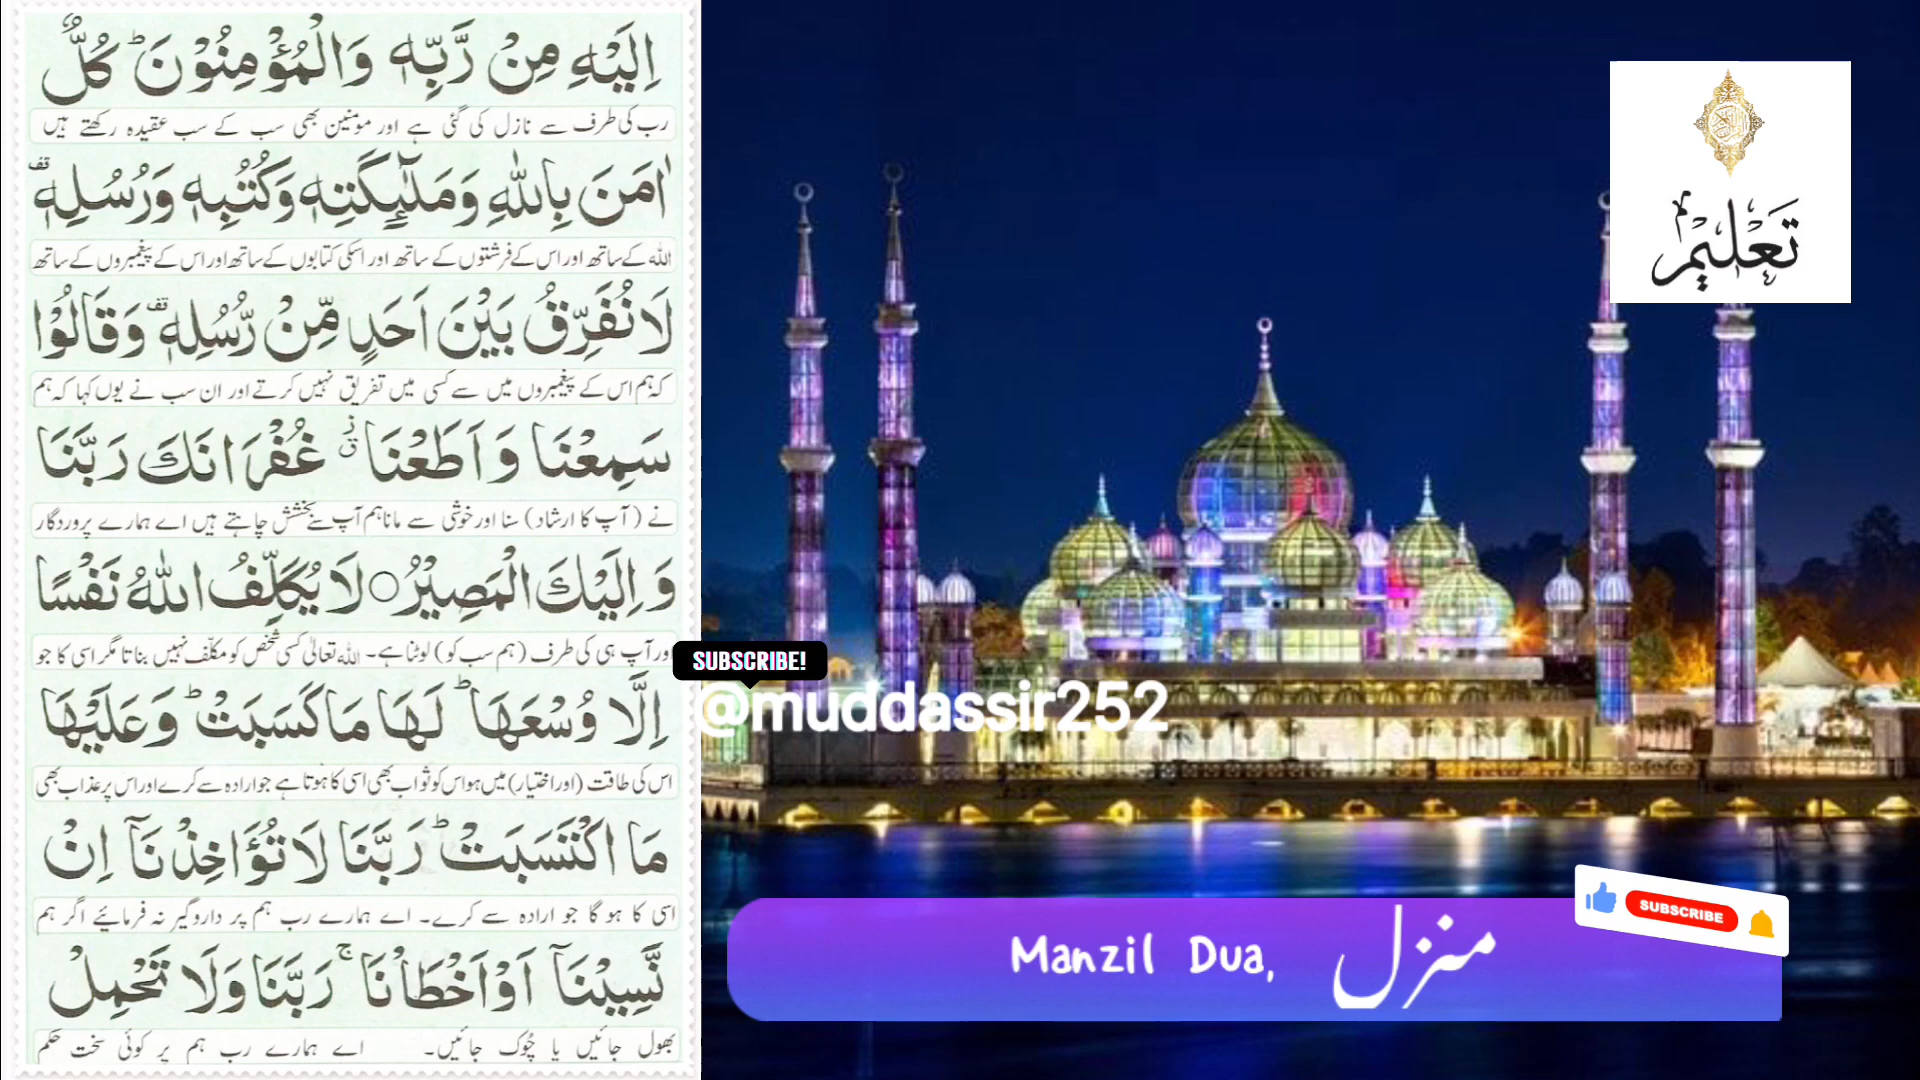 اِلَيْهِ مِنْ رَّبِّهٖ وَالْمُؤْمِنُوْنَ ؕ كُلٌّ
رب کی طرف سے نازل کی گئی ہے اور مومنین بھی سب کے سب عقیدہ رکھتے ہیں
اٰمَنَ بِاللّٰهِ وَمَلٰٓئِكَتِهٖ وَكُتُبِهٖ وَرُسُلِهٖ قف
اللہ کے ساتھ اور اس کے فرشتوں کے ساتھ اور اسکی کتابوں کے ساتھ اور اس کے پیغمبروں کے ساتھ
لَا نُفَرِّقُ بَيْنَ اَحَدٍ مِّنْ رُّسُلِهٖ قف وَقَالُوْا
کہ ہم اس کے پیغمبروں میں سے کسی میں تفریق نہیں کرتے اور ان سب نے یوں کہا کہ ہم
سَمِعْنَا وَ اَطَعْنَا غُفْرَانَكَ رَبَّنَا
نے (آپ کا ارشاد) سنا اور خوشی سے مانا ہم آپ سے بخشش چاہتے ہیں اے ہمارے پروردگار
وَ اِلَيْكَ الْمَصِيْرُ ○ لَا يُكَلِّفُ اللّٰهُ نَفْسًا
اور آپ ہی کی طرف (ہم سب کو) لوٹنا ہے۔ اللہ تعالیٰ کسی شخص کو مکلّف نہیں بناتا مگر اسی کا جو
اِلَّا وُسْعَهَا ؕ لَهَا مَا كَسَبَتْ ؕ وَعَلَيْهَا
اس کی طاقت (اور اختیار) میں ہو اس کو ثواب بھی اسی کا ہوتا ہے جو ارادہ سے کرے اور اس پر عذاب بھی
مَا اكْتَسَبَتْ ؕ رَبَّنَا لَا تُؤَاخِذْنَآ اِنْ
اسی کا ہو گا جو ارادہ سے کرے۔ اے ہمارے رب ہم پر داروگیر نہ فرمائیے اگر ہم
نَّسِيْنَآ اَوْ اَخْطَاْنَا ۚ رَبَّنَا وَلَا تَحْمِلْ
بھول جائیں یا چُوک جائیں۔ اے ہمارے رب ہم پر کوئی سخت حکم
تعليم
SUBSCRIBE!
@muddassir252
SUBSCRIBE
Manzil Dua, منزل